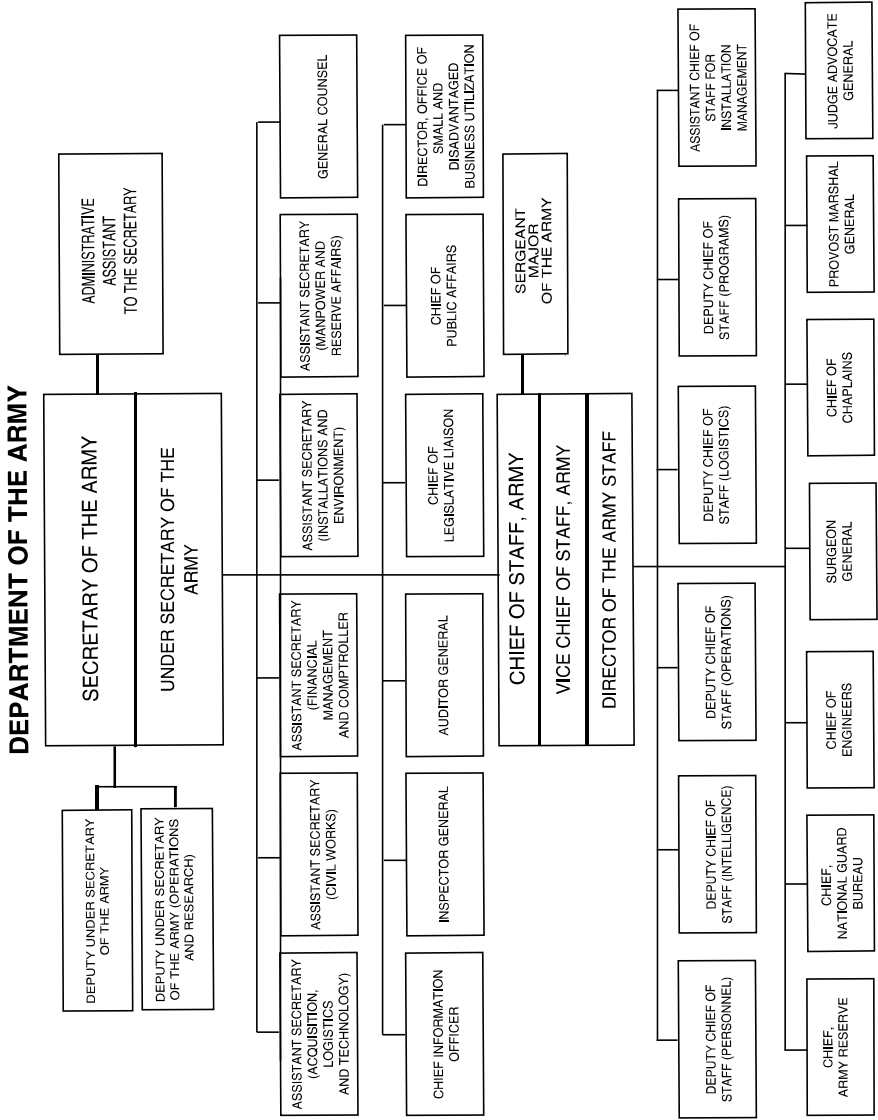 DEPARTMENT OF THE ARMY
SECRETARY OF THE ARMY
UNDER SECRETARY OF THE
ARMY
ADMINISTRATIVE
ASSISTANT
TO THE SECRETARY
DEPUTY UNDER SECRETARY
OF THE ARMY
DEPUTY UNDER SECRETARY
OF THE ARMY (OPERATIONS
AND RESEARCH)
ASSISTANT SECRETARY
(ACQUISITION,
LOGISTICS
AND TECHNOLOGY)
ASSISTANT SECRETARY
(CIVIL WORKS)
ASSISTANT SECRETARY
(FINANCIAL
MANAGEMENT
AND COMPTROLLER
ASSISTANT SECRETARY
(INSTALLATIONS AND
ENVIRONMENT)
ASSISTANT SECRETARY
(MANPOWER AND
RESERVE AFFAIRS)
GENERAL COUNSEL
CHIEF INFORMATION
OFFICER
INSPECTOR GENERAL
AUDITOR GENERAL
CHIEF OF
LEGISLATIVE LIAISON
CHIEF OF
PUBLIC AFFAIRS
DIRECTOR, OFFICE OF
SMALL AND
DISADVANTAGED
BUSINESS UTILIZATION
CHIEF OF STAFF, ARMY
VICE CHIEF OF STAFF, ARMY
DIRECTOR OF THE ARMY STAFF
SERGEANT
MAJOR
OF THE ARMY
DEPUTY CHIEF OF
STAFF (PERSONNEL)
DEPUTY CHIEF OF
STAFF (INTELLIGENCE)
DEPUTY CHIEF OF
STAFF (OPERATIONS)
DEPUTY CHIEF OF
STAFF (LOGISTICS)
DEPUTY CHIEF OF
STAFF (PROGRAMS)
ASSISTANT CHIEF OF
STAFF FOR
INSTALLATION
MANAGEMENT
CHIEF,
ARMY RESERVE
CHIEF,
NATIONAL GUARD
BUREAU
CHIEF OF
ENGINEERS
SURGEON
GENERAL
CHIEF OF
CHAPLAINS
PROVOST MARSHAL
GENERAL
JUDGE ADVOCATE
GENERAL